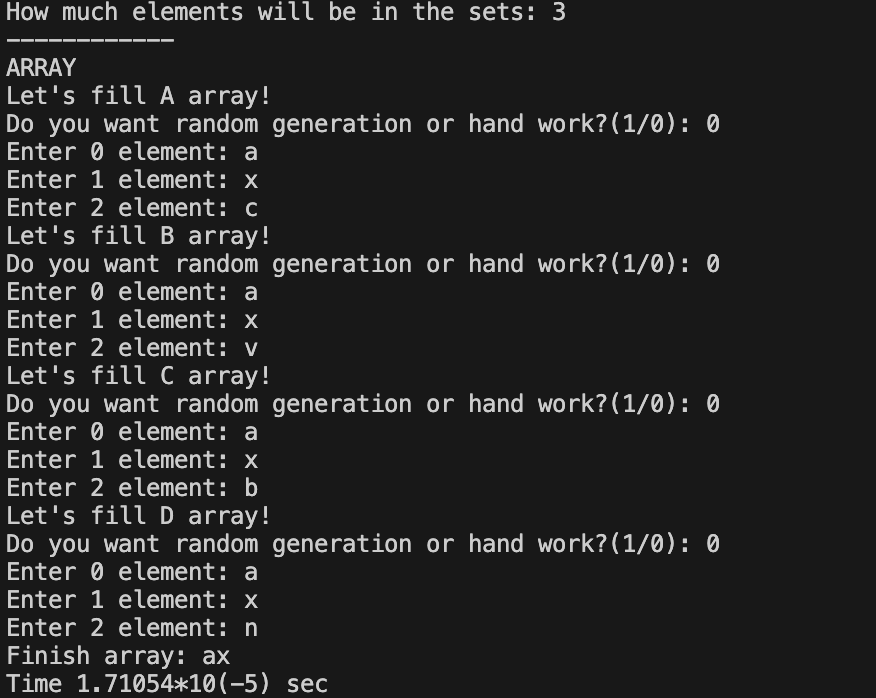 How much elements will be in the sets: 3
------------
ARRAY
Let's fill A array!
Do you want random generation or hand work?(1/0): 0
Enter 0 element: a
Enter 1 element: x
Enter 2 element: c
Let's fill B array!
Do you want random generation or hand work?(1/0): 0
Enter 0 element: a
Enter 1 element: x
Enter 2 element: v
Let's fill C array!
Do you want random generation or hand work?(1/0): 0
Enter 0 element: a
Enter 1 element: x
Enter 2 element: b
Let's fill D array!
Do you want random generation or hand work?(1/0): 0
Enter 0 element: a
Enter 1 element: x
Enter 2 element: n
Finish array: ax
Time 1.71054*10(-5) sec